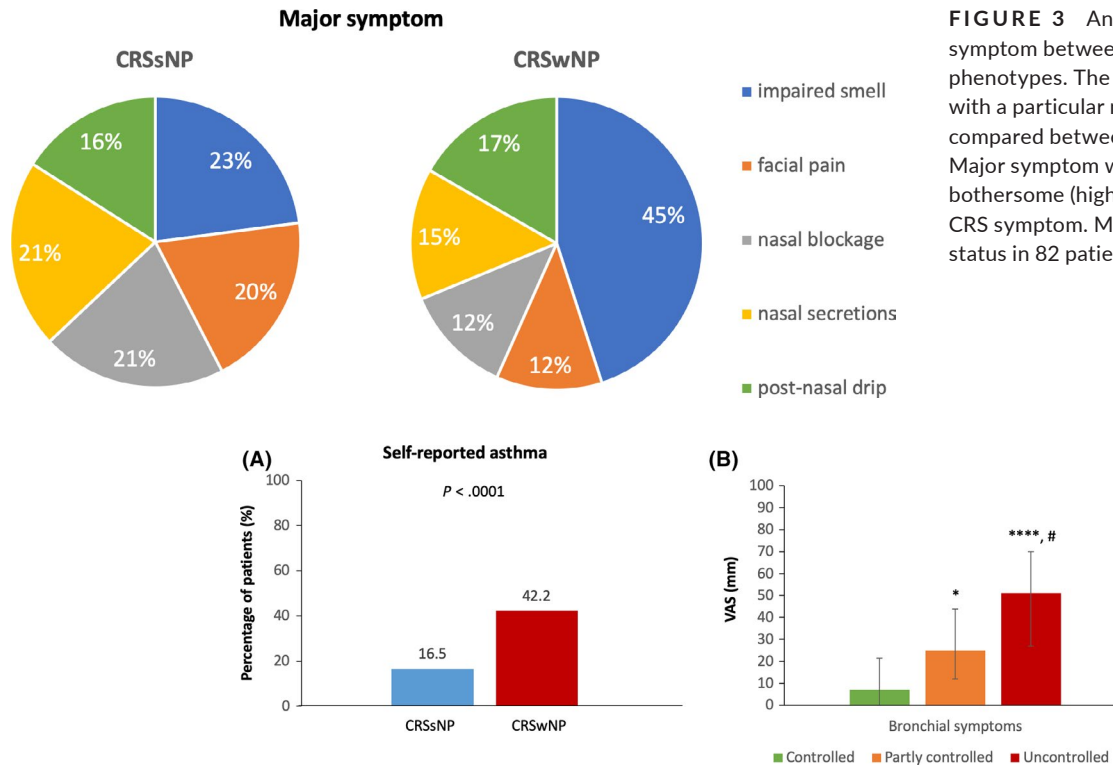 Major symptom
CRSsNP
CRSwNP
23%
20%
21%
21%
16%
45%
12%
12%
15%
17%
impaired smell
facial pain
nasal blockage
nasal secretions
post-nasal drip
FIGURE 3 An
symptom between
phenotypes. The
with a particular
compared between
Major symptom w
bothersome (high
CRS symptom. M
status in 82 patie
(A)
Self-reported asthma
P < .0001
Percentage of patients (%)
100
80
60
40
20
0
16.5
42.2
CRSsNP
CRSwNP
(B)
VAS (mm)
100
90
80
70
60
50
40
30
20
10
0
*
****, #
Bronchial symptoms
Controlled
Partly controlled
Uncontrolled